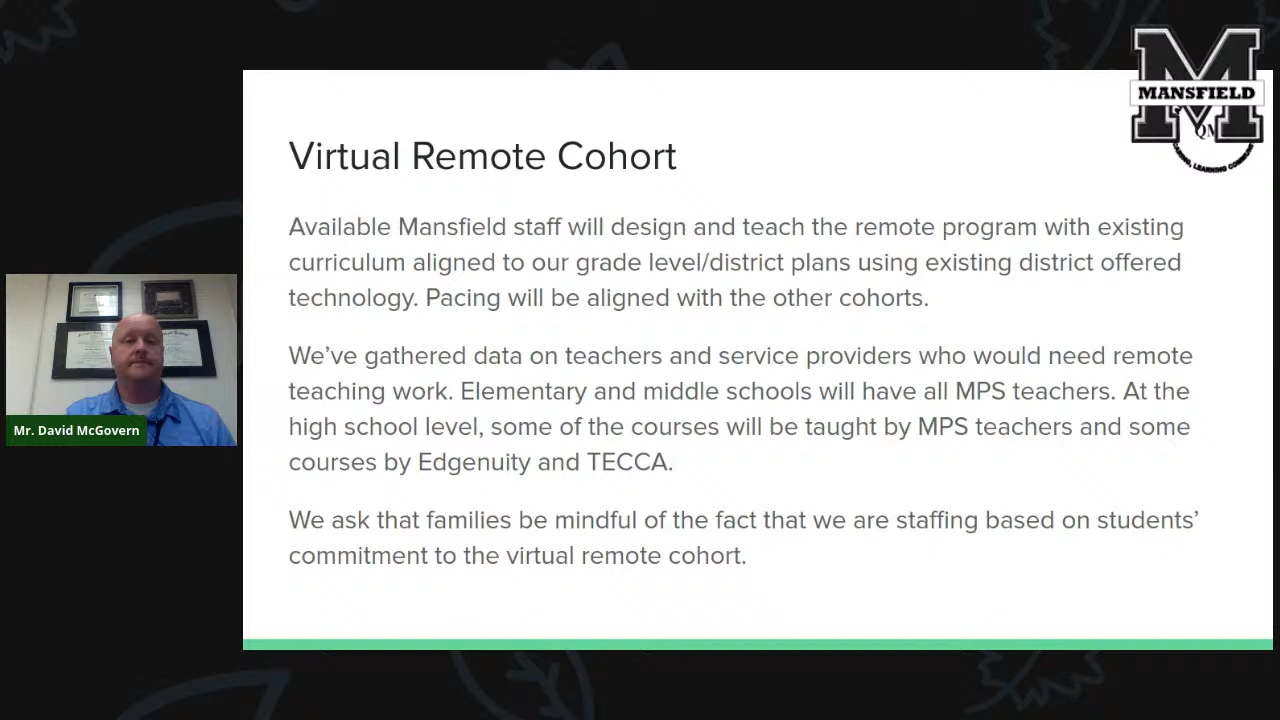 MANSFIELD
Virtual Remote Cohort
Available Mansfield staff will design and teach the remote program with existing
curriculum aligned to our grade level/district plans using existing district offered
technology. Pacing will be aligned with the other cohorts.
We’ve gathered data on teachers and service providers who would need remote
teaching work. Elementary and middle schools will have all MPS teachers. At the
high school level, some of the courses will be taught by MPS teachers and some
courses by Edgenuity and TECCA.
We ask that families be mindful of the fact that we are staffing based on students’
commitment to the virtual remote cohort.
Mr. David McGovern